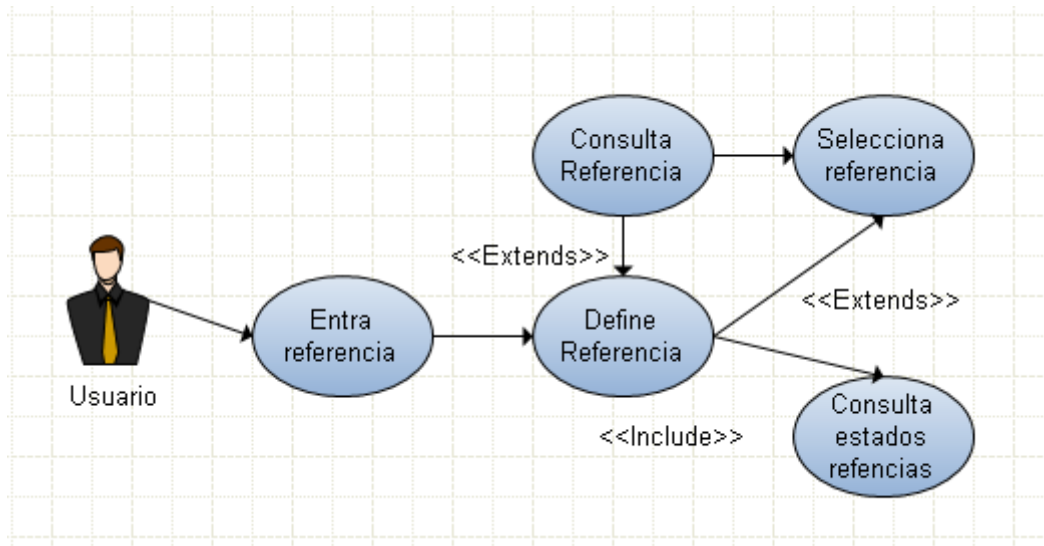 Consulta
Referencia
Selecciona
referencia
<<Extends>>
<<Extends>>
Entra
referencia
Define
Referencia
Usuario
<<Include>>
Consulta
estados
refencias